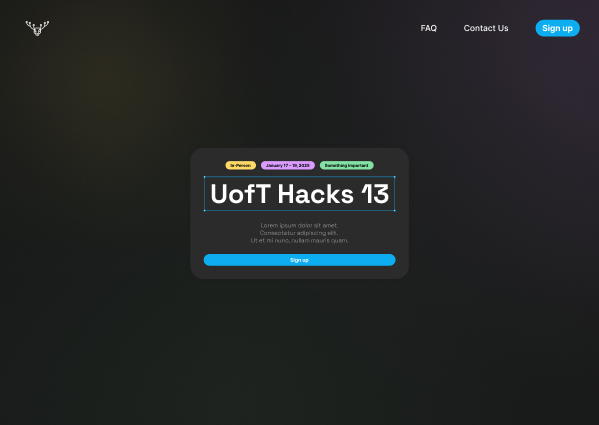 FAQ
Contact Us
Sign up
In-Person
January 17 - 19, 2025
Something Important
UofT Hacks 13
Lorem ipsum dolor sit amet.
Consectetur adipiscing elit.
Ut et mi nunc, nullam mauris quam.
Sign up